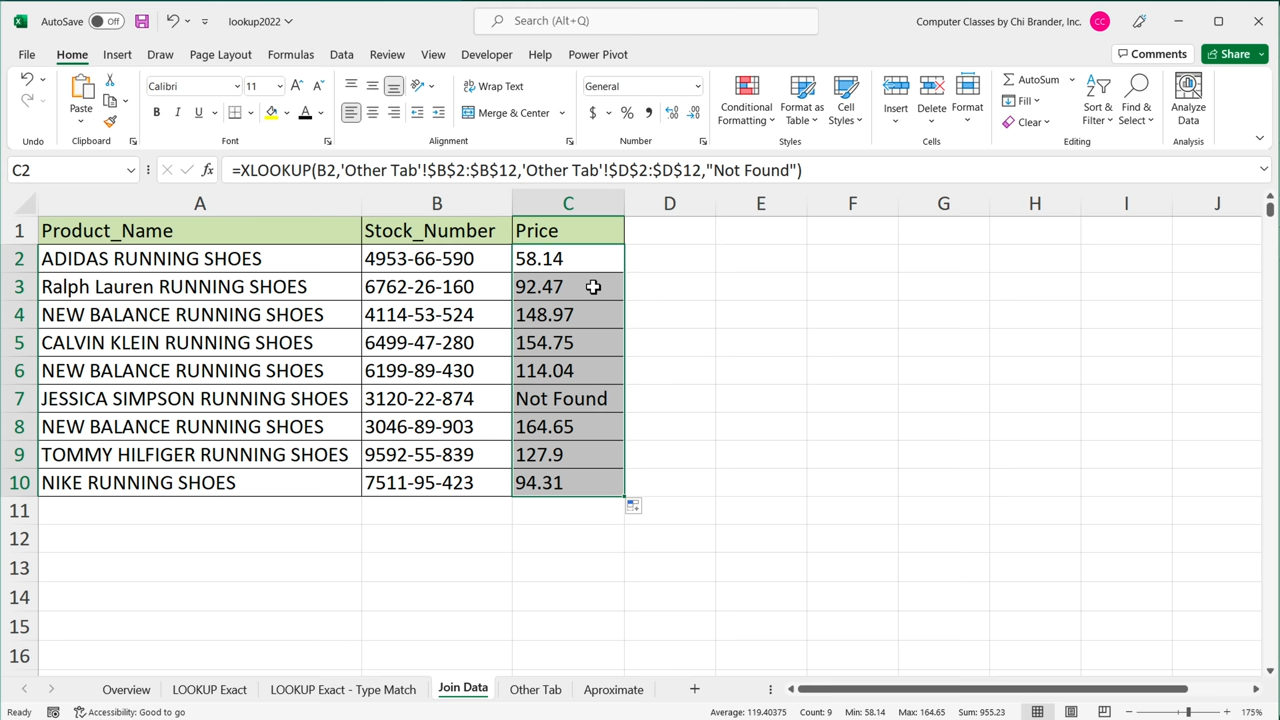 AutoSave Off lookup2022 Search (Alt+Q) Computer Classes by Chi Brander, Inc. CC
File Home Insert Draw Page Layout Formulas Data Review View Developer Help Power Pivot Comments Share
Undo
Paste
Clipboard
Calibri 11
B I U
Font
Wrap Text
Merge & Center
Alignment
General
$ % ,
Number
Conditional Formatting
Format as Table
Cell Styles
Styles
Insert Delete Format
Cells
AutoSum
Fill
Clear
Sort & Filter
Find & Select
Editing
Analyze Data
Analysis
C2 fx =XLOOKUP(B2,'Other Tab'!$B$2:$B$12,'Other Tab'!$D$2:$D$12,"Not Found")
A B C D E F G H I J
1 Product_Name Stock_Number Price
2 ADIDAS RUNNING SHOES 4953-66-590 58.14
3 Ralph Lauren RUNNING SHOES 6762-26-160 92.47
4 NEW BALANCE RUNNING SHOES 4114-53-524 148.97
5 CALVIN KLEIN RUNNING SHOES 6499-47-280 154.75
6 NEW BALANCE RUNNING SHOES 6199-89-430 114.04
7 JESSICA SIMPSON RUNNING SHOES 3120-22-874 Not Found
8 NEW BALANCE RUNNING SHOES 3046-89-903 164.65
9 TOMMY HILFIGER RUNNING SHOES 9592-55-839 127.9
10 NIKE RUNNING SHOES 7511-95-423 94.31
11
12
13
14
15
16
Overview LOOKUP Exact LOOKUP Exact - Type Match Join Data Other Tab Aproximate
Ready Accessibility: Good to go Average: 119.40375 Count: 9 Min: 58.14 Max: 164.65 Sum: 955.23 175%